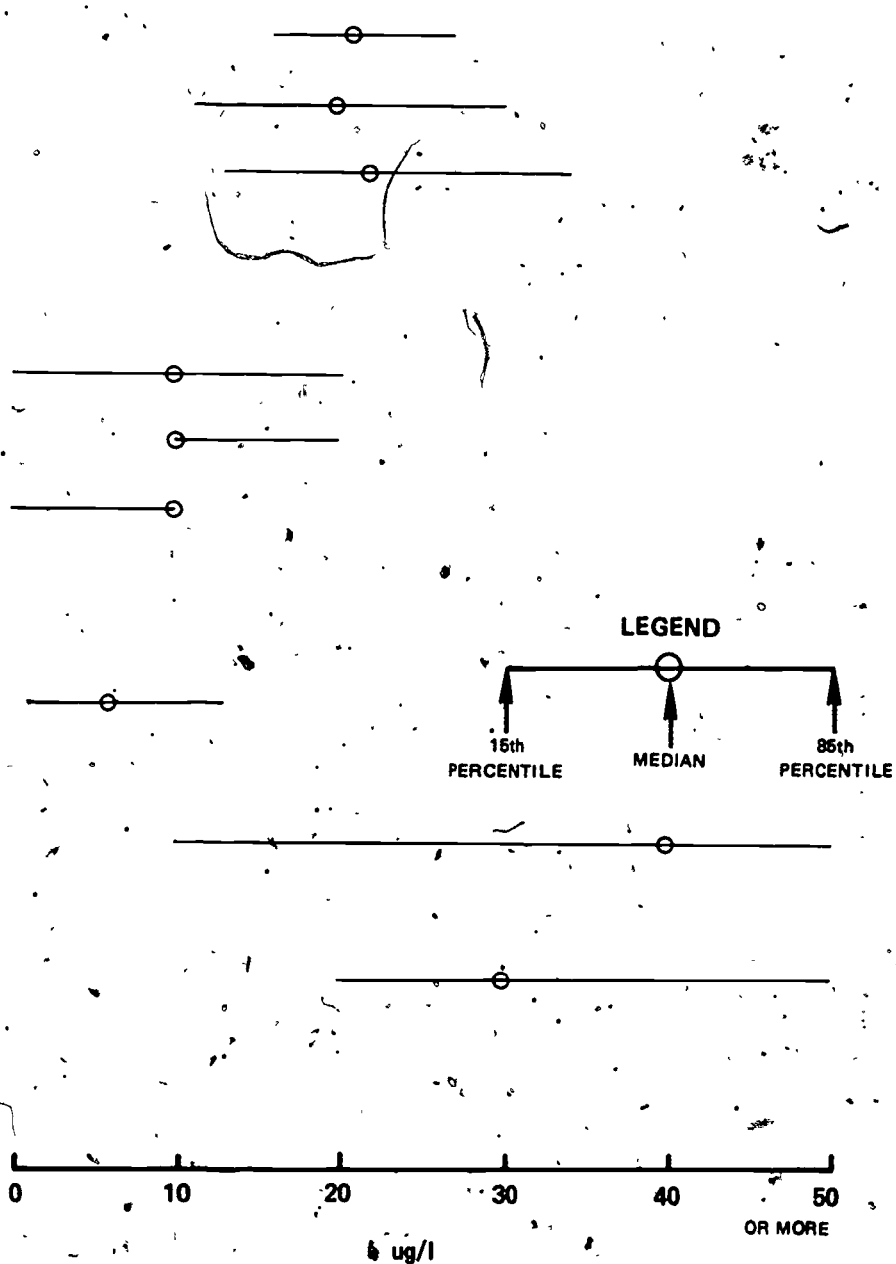 LEGEND
15th
PERCENTILE
MEDIAN
85th
PERCENTILE
0 10 20 30 40 50
OR MORE
ug/l